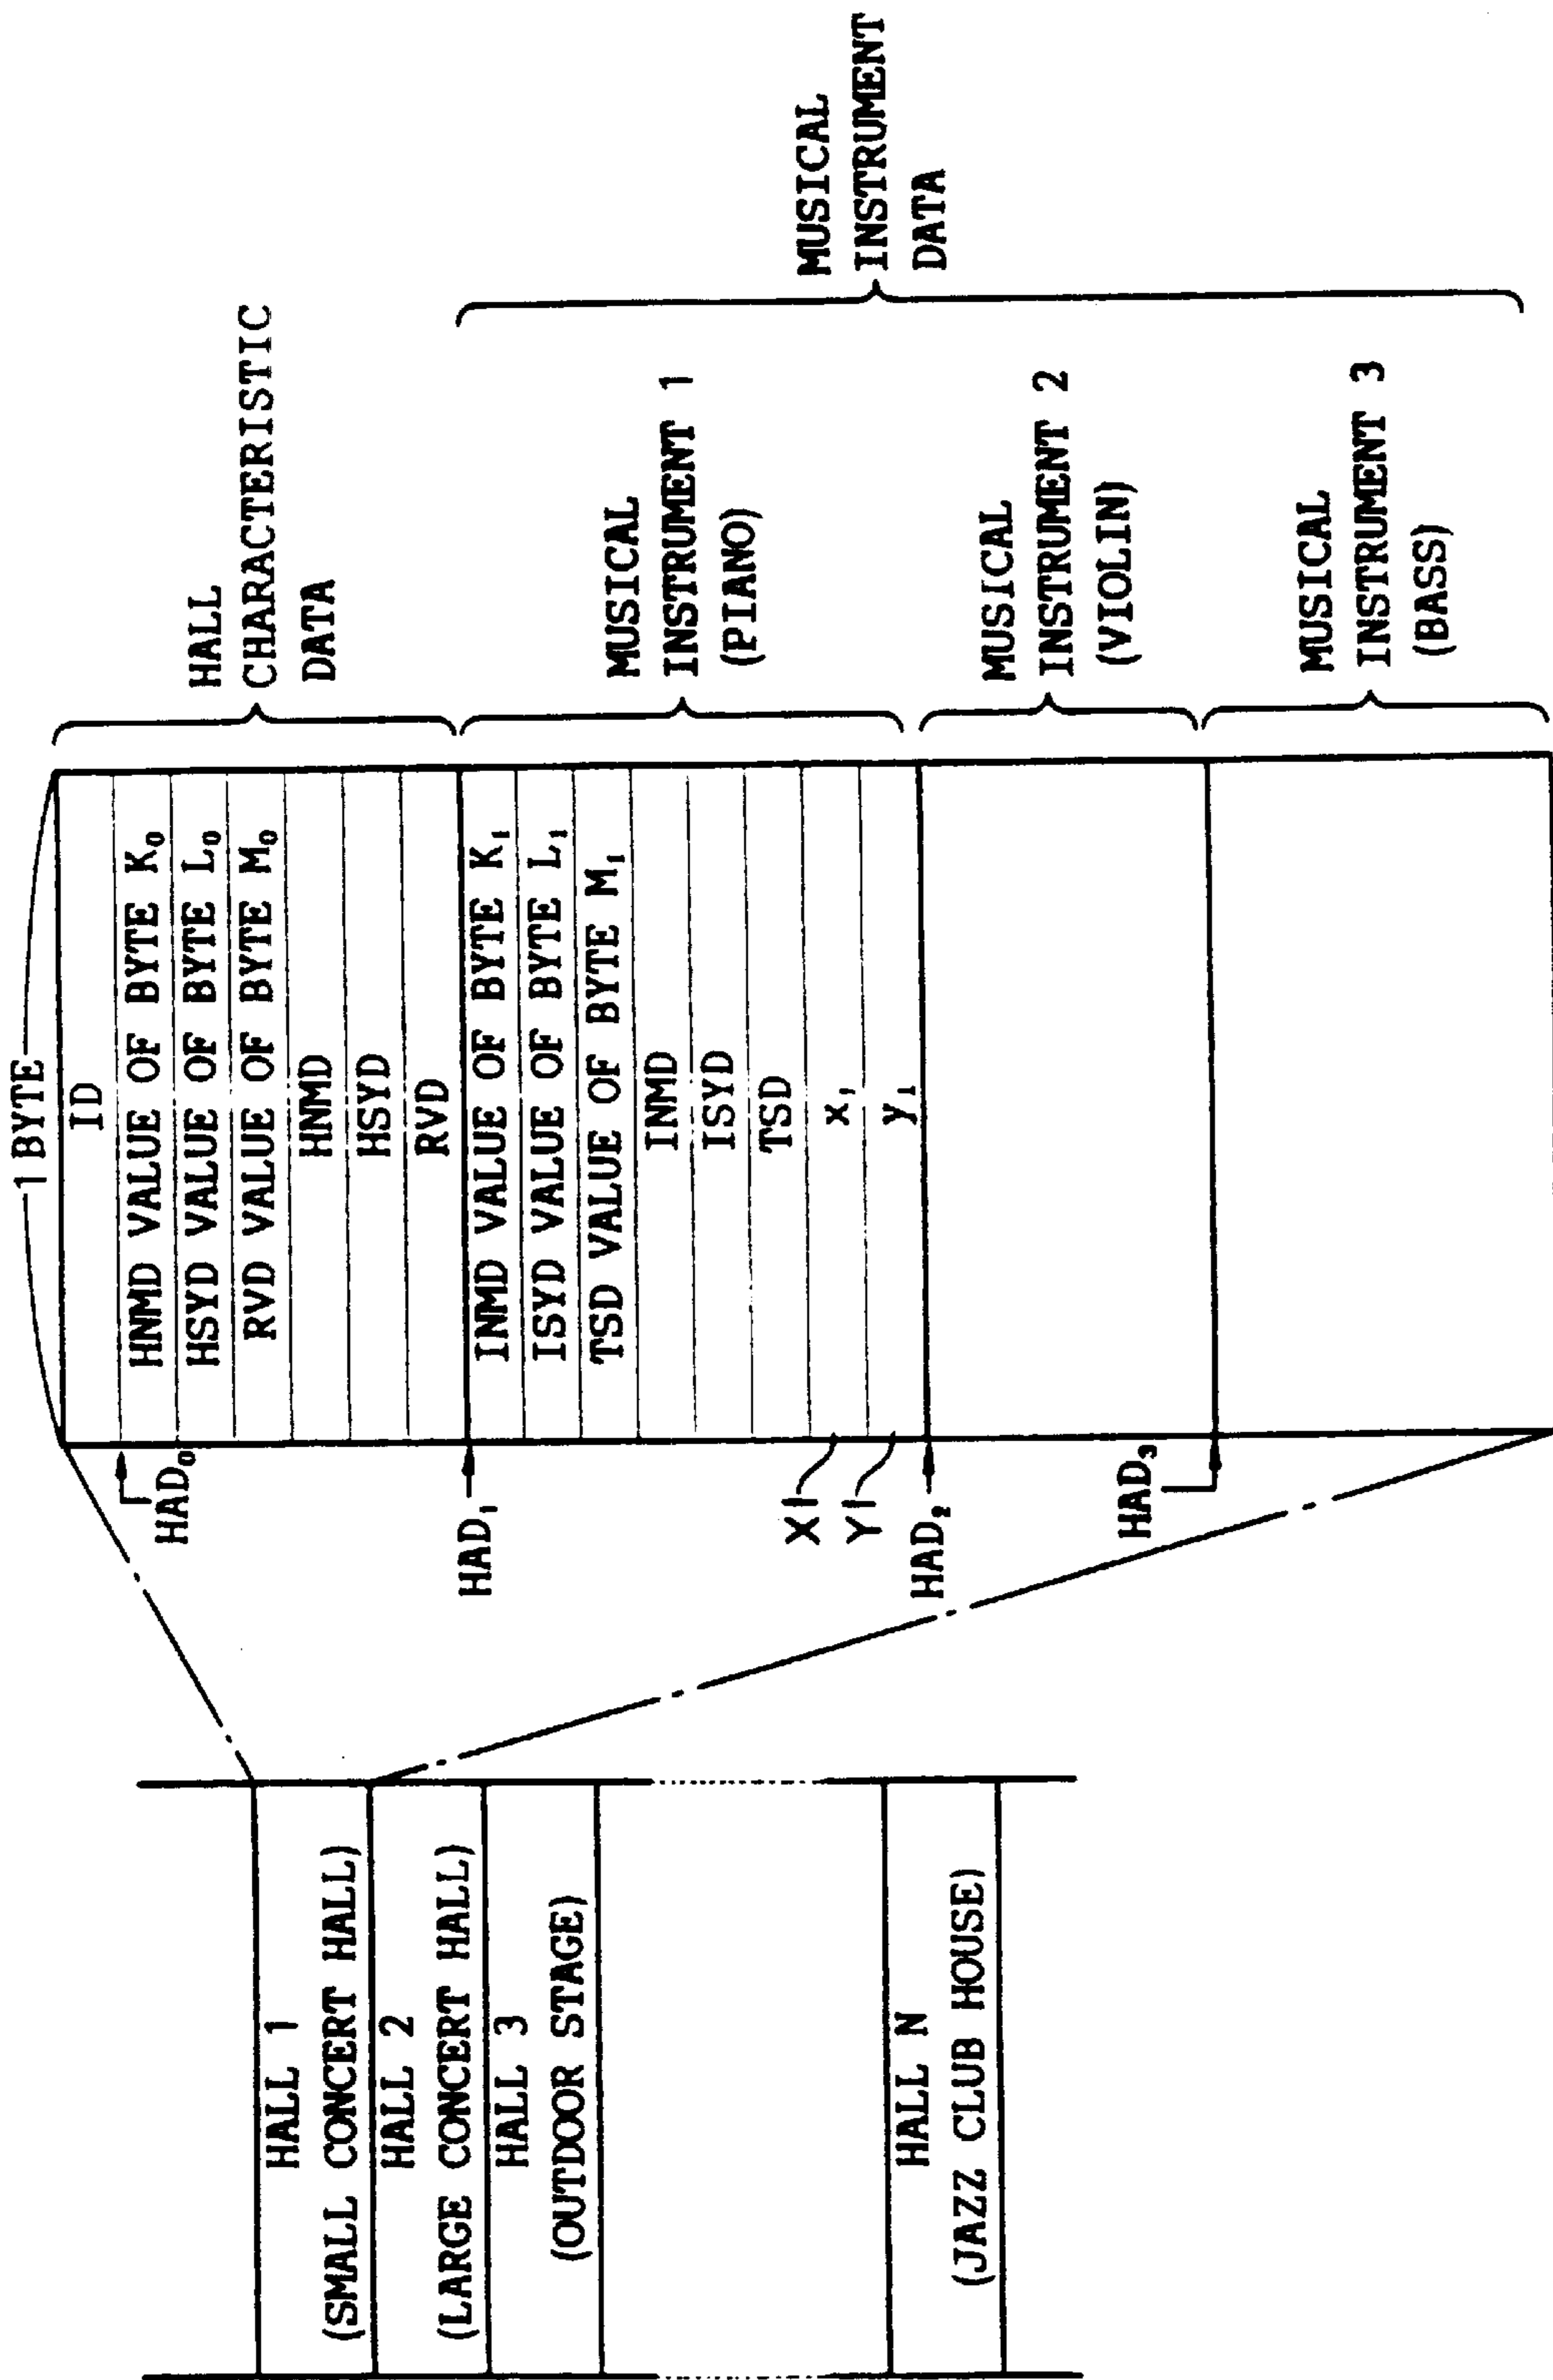 HALL 1
(SMALL CONCERT HALL)
HALL 2
(LARGE CONCERT HALL)
HALL 3
(OUTDOOR STAGE)
HALL N
(JAZZ CLUB HOUSE)
1 BYTE
ID
HNMD VALUE OF BYTE K₀
HSYD VALUE OF BYTE L₀
RVD VALUE OF BYTE M₀
HNMD
HSYD
RVD
INMD VALUE OF BYTE K₁
ISYD VALUE OF BYTE L₁
TSD VALUE OF BYTE M₁
INMD
ISYD
TSD
x₁
y₁
HAD₀
HAD₁
X1
Y1
HAD₂
HAD₃
HALL
CHARACTERISTIC
DATA
MUSICAL
INSTRUMENT 1
(PIANO)
MUSICAL
INSTRUMENT 2
(VIOLIN)
MUSICAL
INSTRUMENT 3
(BASS)
MUSICAL
INSTRUMENT
DATA